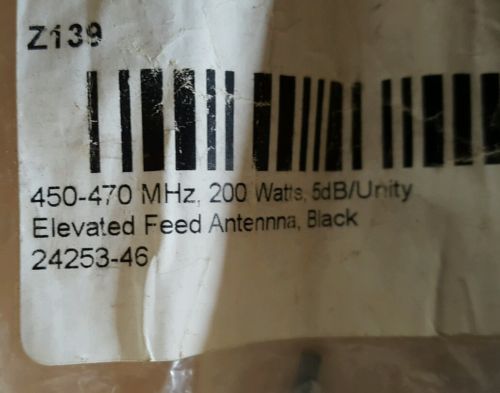 Z139
450-470 MHz, 200 Watts, 5dB/Unity
Elevated Feed Antennna, Black
24253-46